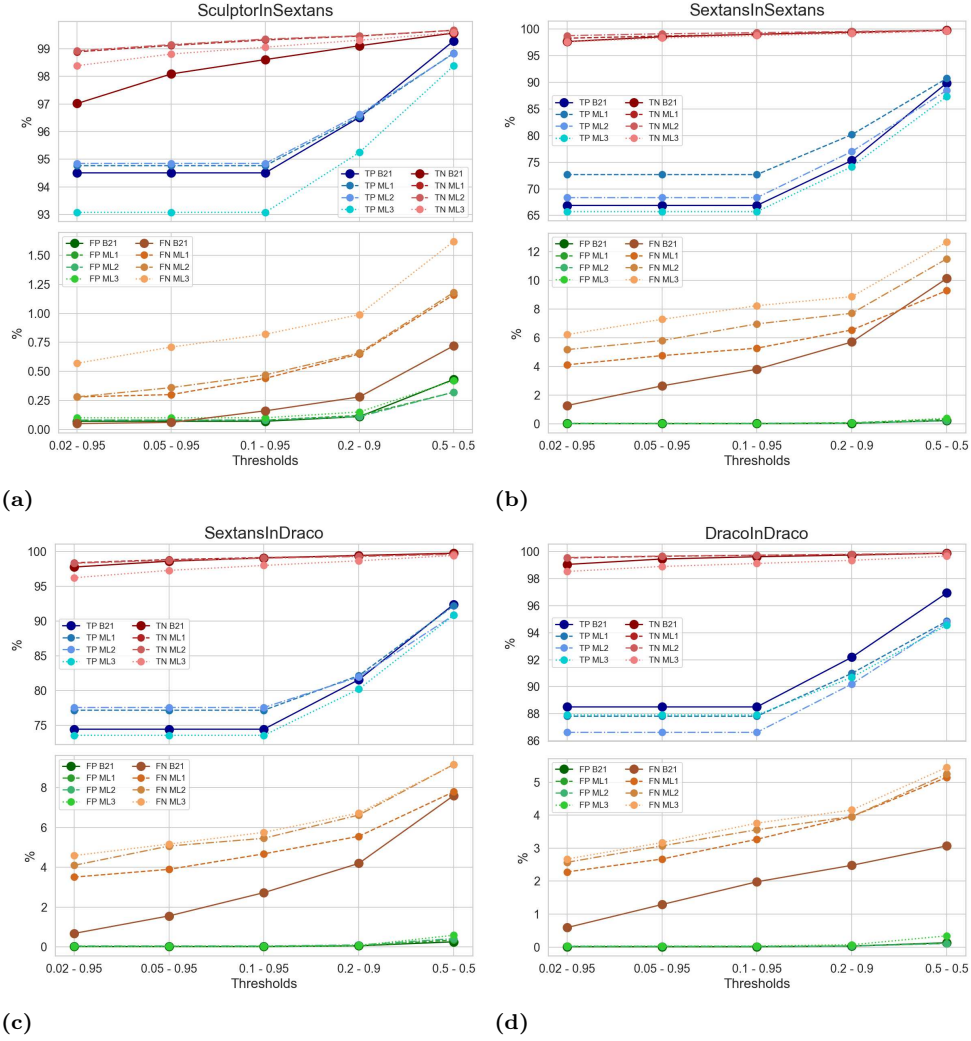 SculptorInSextans
99
98
97
96
95
94
93
%
TP B21 TN B21
TP ML1 TN ML1
TP ML2 TN ML2
TP ML3 TN ML3
1.50
1.25
1.00
0.75
0.50
0.25
0.00
%
FP B21 FN B21
FP ML1 FN ML1
FP ML2 FN ML2
FP ML3 FN ML3
0.02 - 0.95 0.05 - 0.95 0.1 - 0.95 0.2 - 0.9 0.5 - 0.5
Thresholds
(a)
SextansInSextans
100
95
90
85
80
75
70
65
%
TP B21 TN B21
TP ML1 TN ML1
TP ML2 TN ML2
TP ML3 TN ML3
12
10
8
6
4
2
0
%
FP B21 FN B21
FP ML1 FN ML1
FP ML2 FN ML2
FP ML3 FN ML3
0.02 - 0.95 0.05 - 0.95 0.1 - 0.95 0.2 - 0.9 0.5 - 0.5
Thresholds
(b)
SextansInDraco
100
95
90
85
80
75
%
TP B21 TN B21
TP ML1 TN ML1
TP ML2 TN ML2
TP ML3 TN ML3
8
6
4
2
0
%
FP B21 FN B21
FP ML1 FN ML1
FP ML2 FN ML2
FP ML3 FN ML3
0.02 - 0.95 0.05 - 0.95 0.1 - 0.95 0.2 - 0.9 0.5 - 0.5
Thresholds
(c)
DracoInDraco
100
98
96
94
92
90
88
86
%
TP B21 TN B21
TP ML1 TN ML1
TP ML2 TN ML2
TP ML3 TN ML3
5
4
3
2
1
0
%
FP B21 FN B21
FP ML1 FN ML1
FP ML2 FN ML2
FP ML3 FN ML3
0.02 - 0.95 0.05 - 0.95 0.1 - 0.95 0.2 - 0.9 0.5 - 0.5
Thresholds
(d)